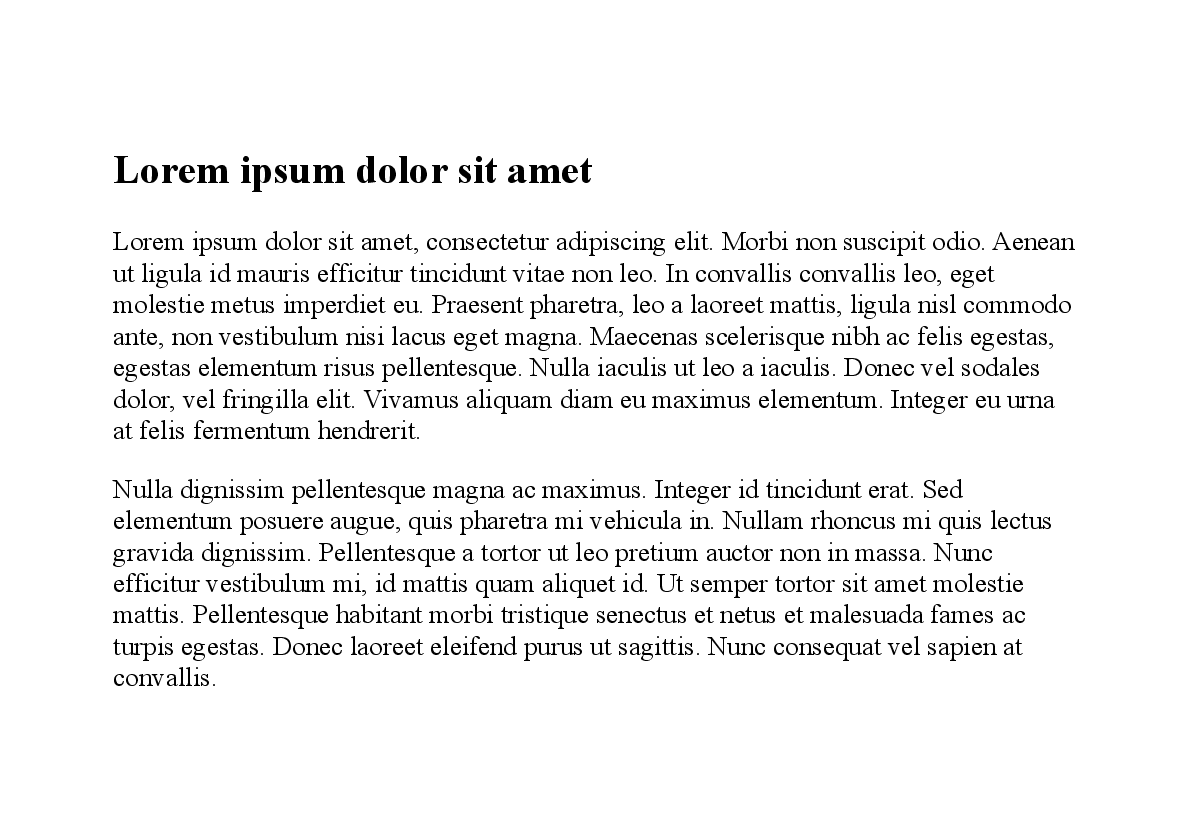 Lorem ipsum dolor sit amet
Lorem ipsum dolor sit amet, consectetur adipiscing elit. Morbi non suscipit odio. Aenean
ut ligula id mauris efficitur tincidunt vitae non leo. In convallis convallis leo, eget
molestie metus imperdiet eu. Praesent pharetra, leo a laoreet mattis, ligula nisl commodo
ante, non vestibulum nisi lacus eget magna. Maecenas scelerisque nibh ac felis egestas,
egestas elementum risus pellentesque. Nulla iaculis ut leo a iaculis. Donec vel sodales
dolor, vel fringilla elit. Vivamus aliquam diam eu maximus elementum. Integer eu urna
at felis fermentum hendrerit.
Nulla dignissim pellentesque magna ac maximus. Integer id tincidunt erat. Sed
elementum posuere augue, quis pharetra mi vehicula in. Nullam rhoncus mi quis lectus
gravida dignissim. Pellentesque a tortor ut leo pretium auctor non in massa. Nunc
efficitur vestibulum mi, id mattis quam aliquet id. Ut semper tortor sit amet molestie
mattis. Pellentesque habitant morbi tristique senectus et netus et malesuada fames ac
turpis egestas. Donec laoreet eleifend purus ut sagittis. Nunc consequat vel sapien at
convallis.